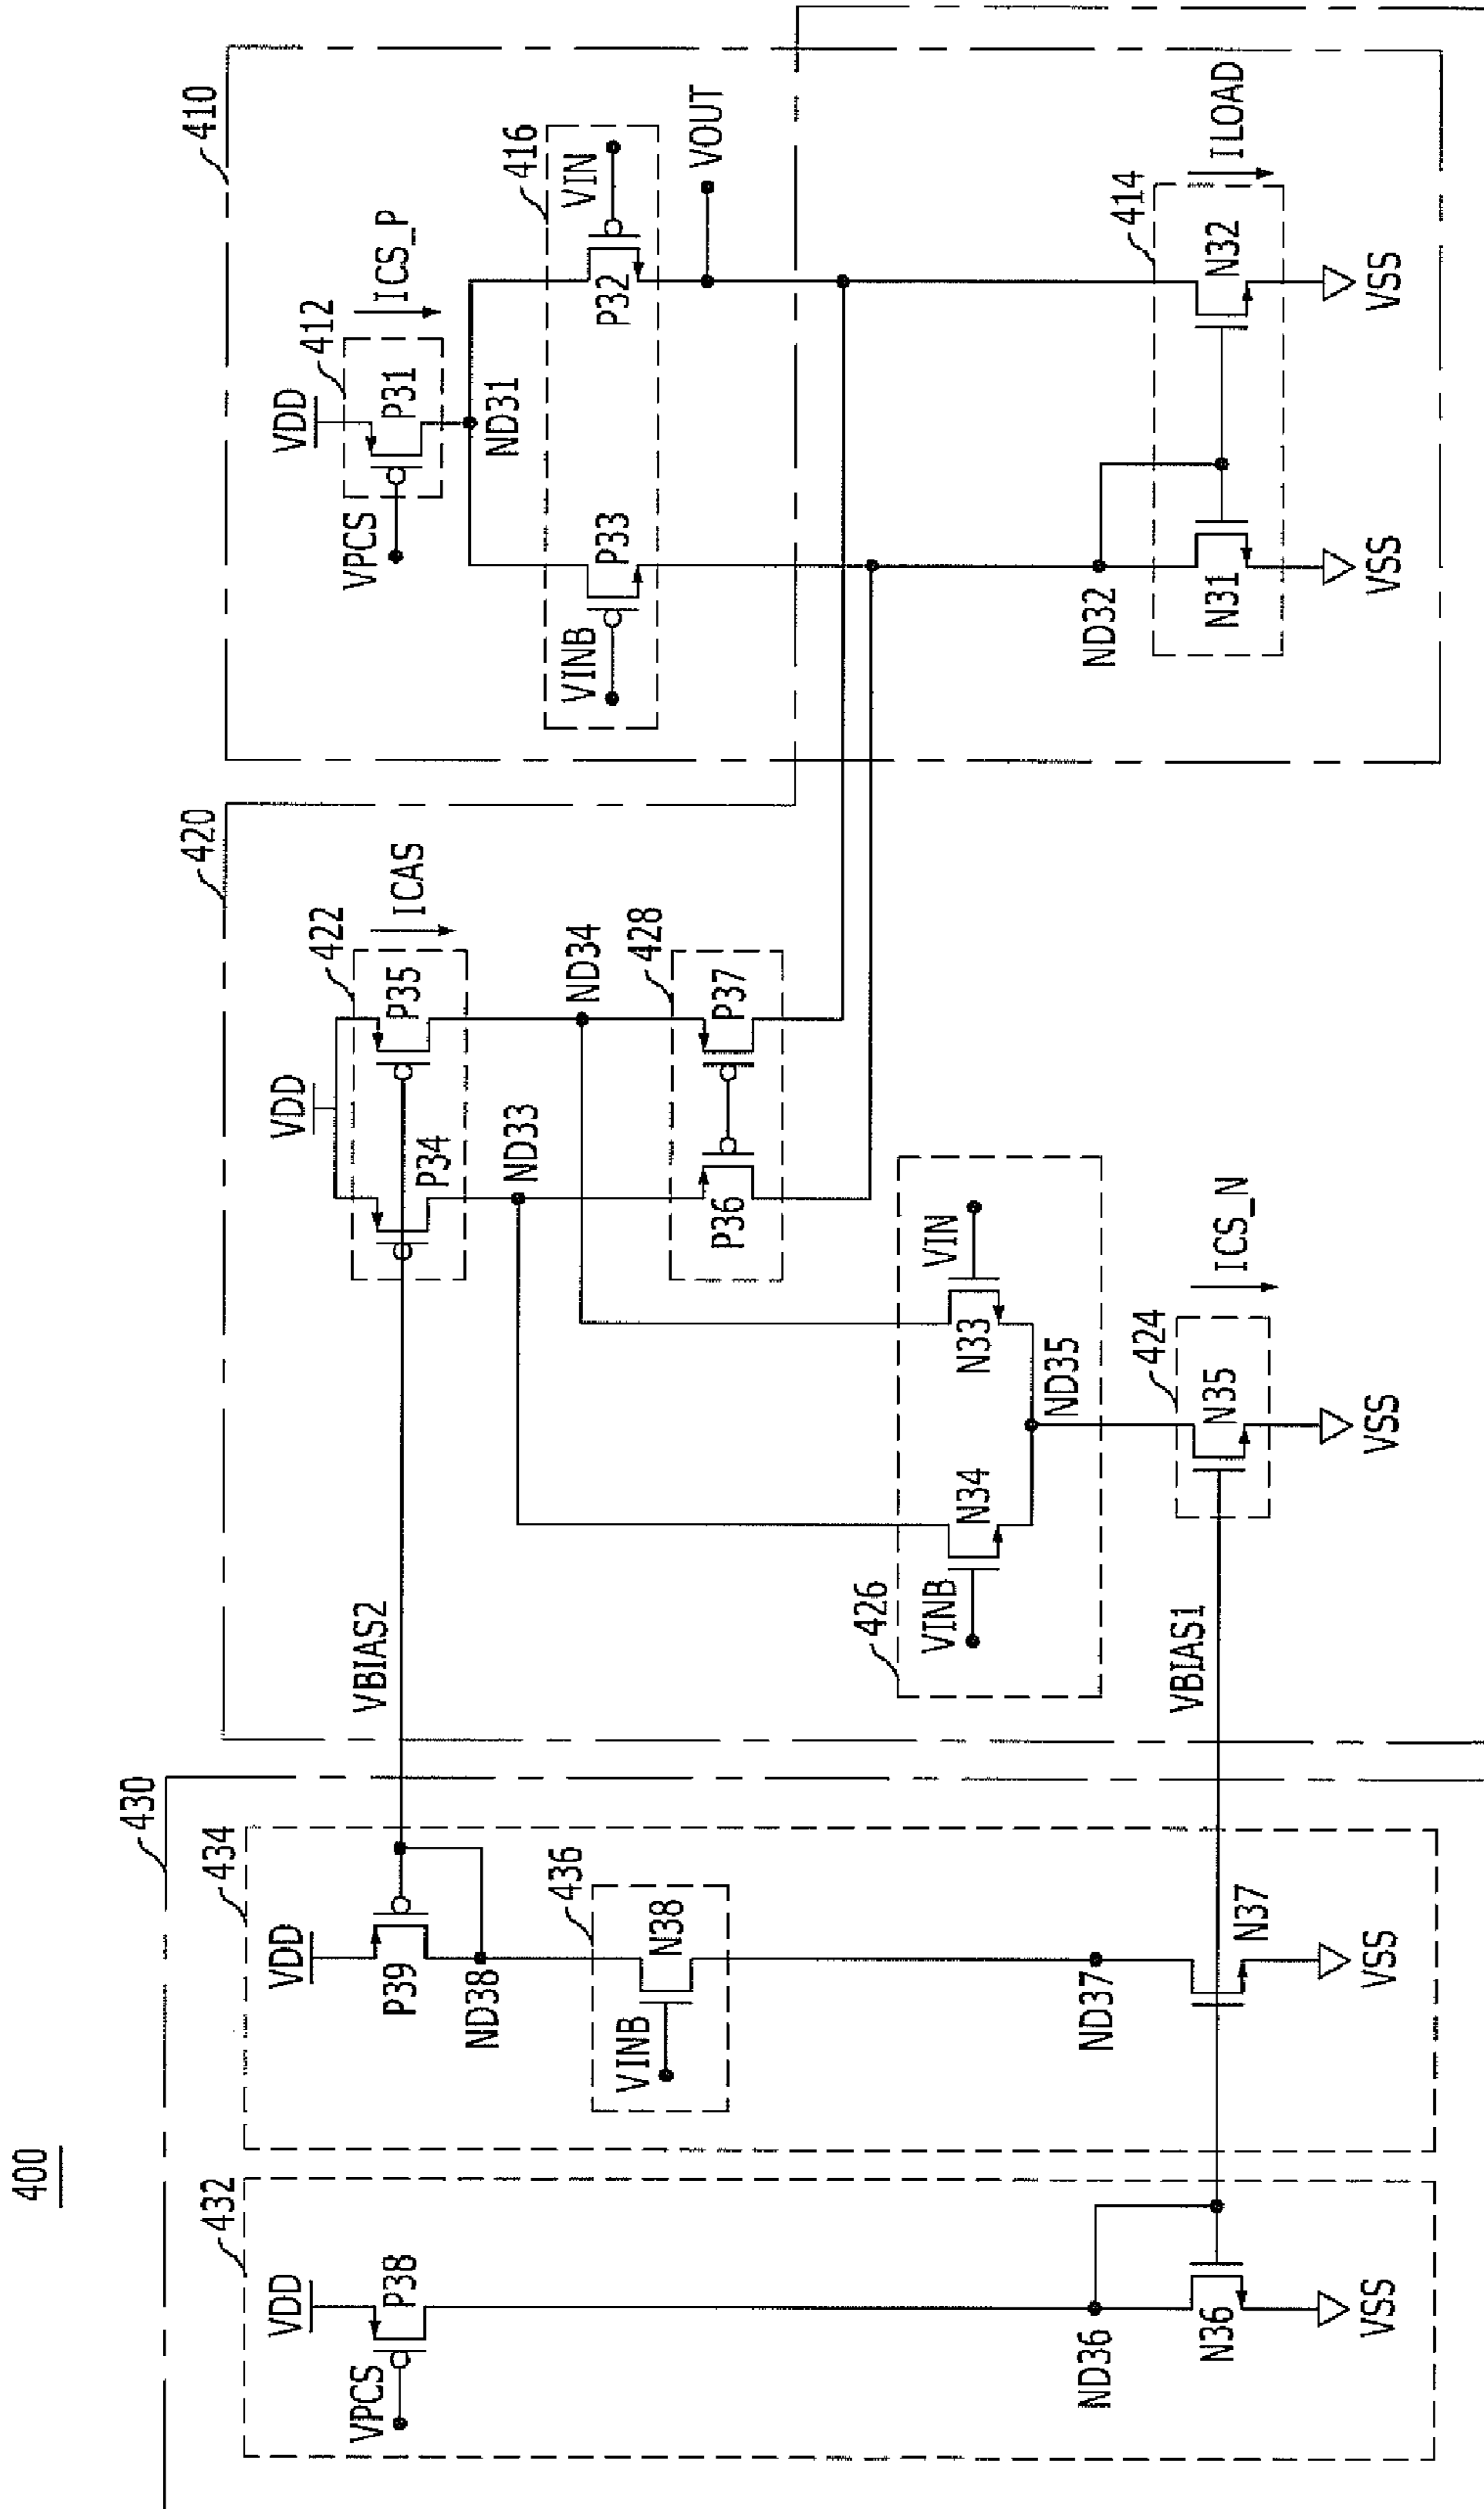 400
430
432
VDD
P38
VPCS
ND36
N36
VSS
434
VDD
P39
ND38
436
N38
VINB
ND37
N37
VSS
420
VBIAS2
VBIAS1
422
VDD
P34
P35
ICAS
ND33
ND34
428
P36
P37
426
VINB
N34
N33
VIN
ND35
424
N35
ICS_N
VSS
410
412
VDD
VPCS
P31
ICS_P
ND31
416
VINB
P33
P32
VIN
VOUT
ND32
414
N31
N32
ILOAD
VSS
VSS